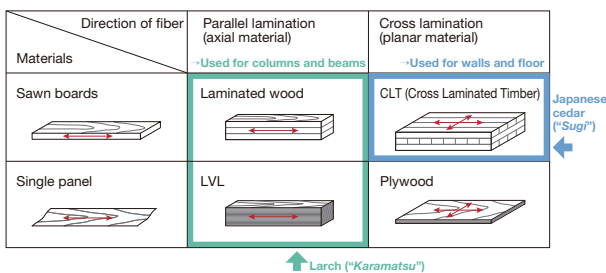 Direction of fiber
Materials
Parallel lamination
(axial material)
→Used for columns and beams
Cross lamination
(planar material)
→Used for walls and floor
Sawn boards
Laminated wood
CLT (Cross Laminated Timber)
Japanese
cedar
("Sugi")
Single panel
LVL
Plywood
Larch ("Karamatsu")